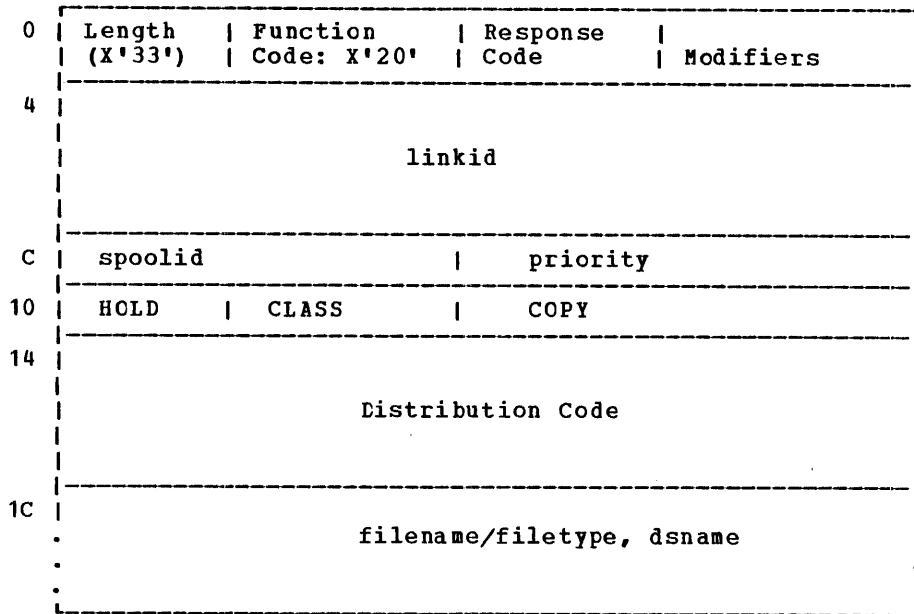 0 | Length | Function | Response |
| (X'33') | Code: X'20' | Code | Modifiers
4
linkid
C | spoolid | priority
10 | HOLD | CLASS | COPY
14
Distribution Code
1C
filename/filetype, dsname